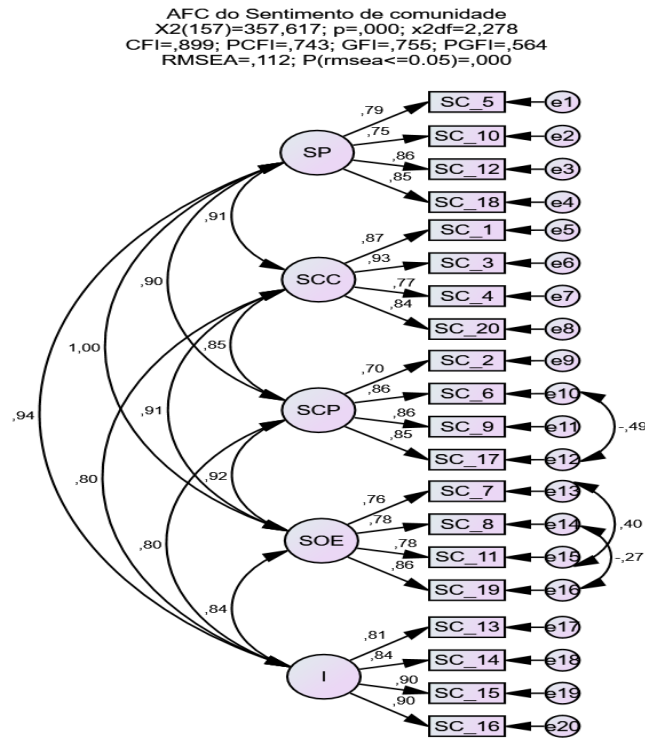 AFC do Sentimento de comunidade
X2(157)=357,617; p=,000; x2df=2,278
CFI=,899; PCFI=,743; GFI=,755; PGFI=,564
RMSEA=,112; P(rmsea<=0.05)=,000
,79 SC_5 e1
,75 SC_10 e2
SP
,86 SC_12 e3
,85 SC_18 e4
,91
,87 SC_1 e5
,93 SC_3 e6
SCC
,90
,77 SC_4 e7
,84 SC_20 e8
1,00
,85
,70 SC_2 e9
,86 SC_6 e10
SCP
,94
,91
,86 SC_9 e11
-,49
,85 SC_17 e12
,80
,92
,76 SC_7 e13
,78 SC_8 e14
,40
SOE
,80
,78 SC_11 e15
-,27
,86 SC_19 e16
,84
,81 SC_13 e17
,84 SC_14 e18
I
,90 SC_15 e19
,90 SC_16 e20